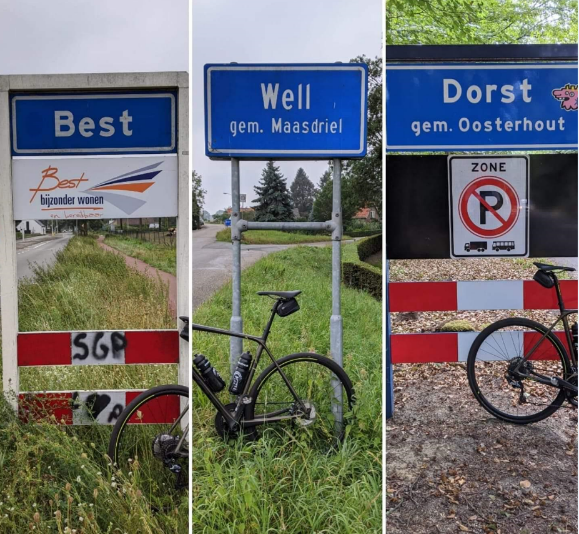 Best
Best
bijzonder wonen
SGP
Well
gem. Maasdriel
Dorst
gem. Oosterhout
ZONE
P